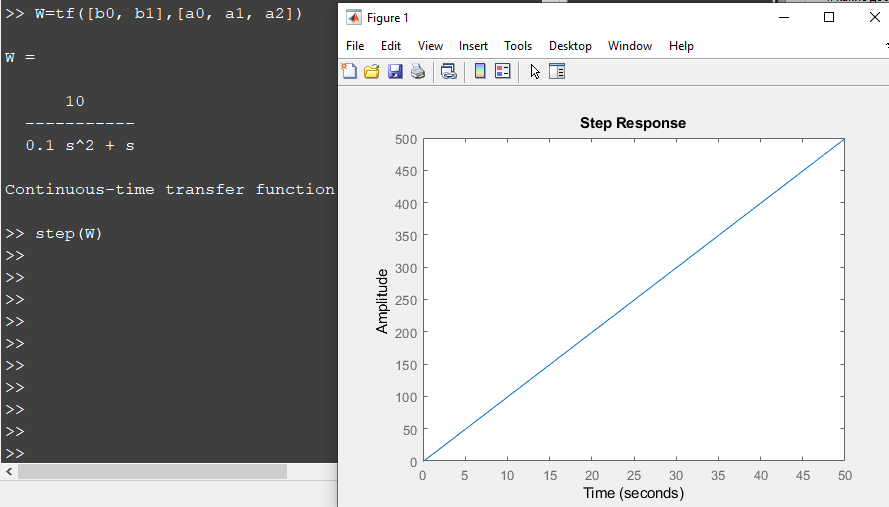 >> W=tf([b0, b1],[a0, a1, a2])
W =
10
-----------
0.1 s^2 + s
Continuous-time transfer function
>> step(W)
>>
>>
>>
>>
>>
>>
>>
>>
>>
>>
Figure 1
File Edit View Insert Tools Desktop Window Help
Step Response
500
450
400
350
300
250
200
150
100
50
0
Amplitude
0 5 10 15 20 25 30 35 40 45 50
Time (seconds)